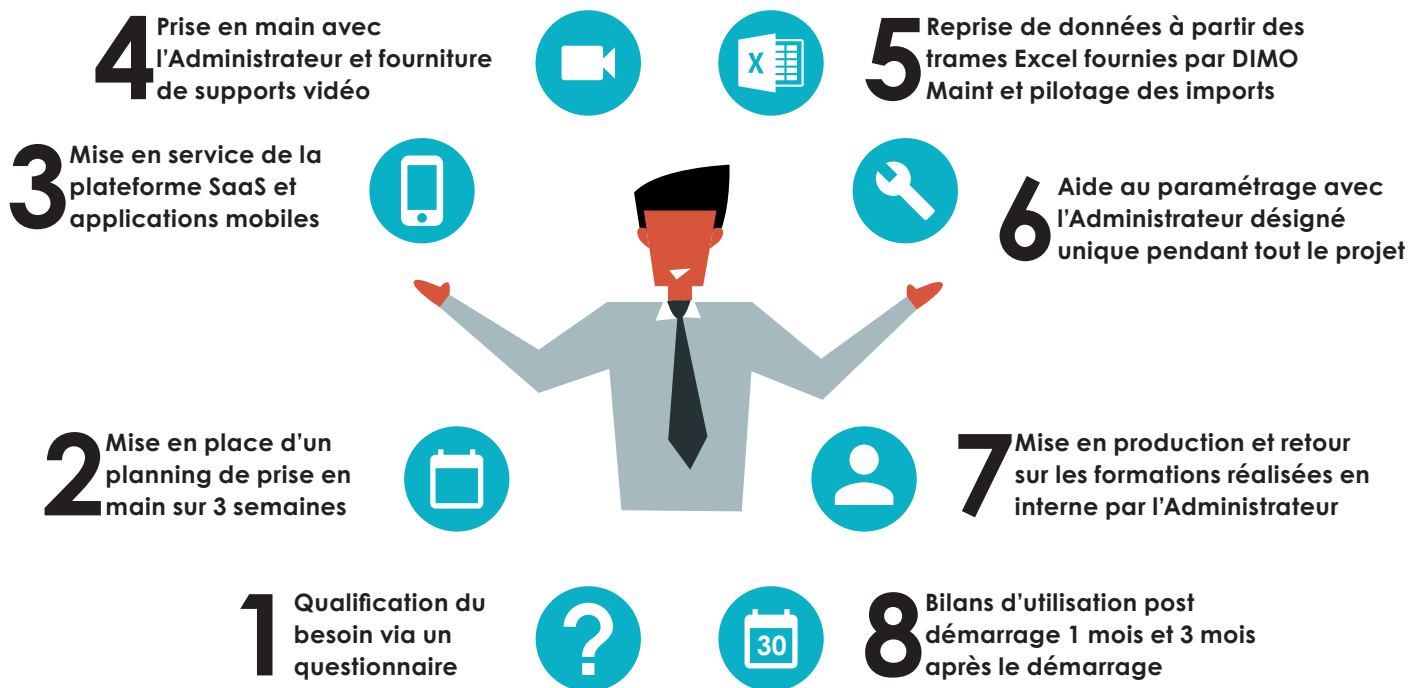 1
Qualification du
besoin via un
questionnaire
2
Mise en place d’un
planning de prise en
main sur 3 semaines
3
Mise en service de la
plateforme SaaS et
applications mobiles
4
Prise en main avec
l’Administrateur et fourniture
de supports vidéo
X
5
Reprise de données à partir des
trames Excel fournies par DIMO
Maint et pilotage des imports
6
Aide au paramétrage avec
l’Administrateur désigné
unique pendant tout le projet
7
Mise en production et retour
sur les formations réalisées en
interne par l’Administrateur
?
30
8
Bilans d’utilisation post
démarrage 1 mois et 3 mois
après le démarrage